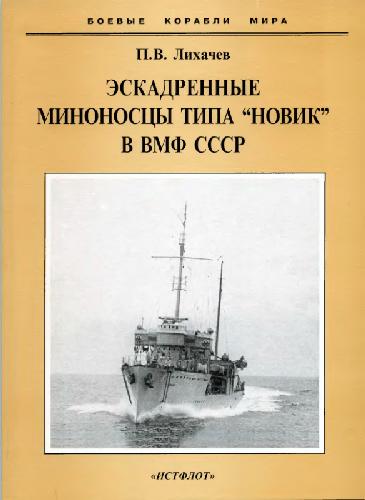 БОЕВЫЕ КОРАБЛИ МИРА
П.В. Лихачев
ЭСКАДРЕННЫЕ
МИНОНОСЦЫ ТИПА "НОВИК"
В ВМФ СССР
«ИСТФЛОТ»